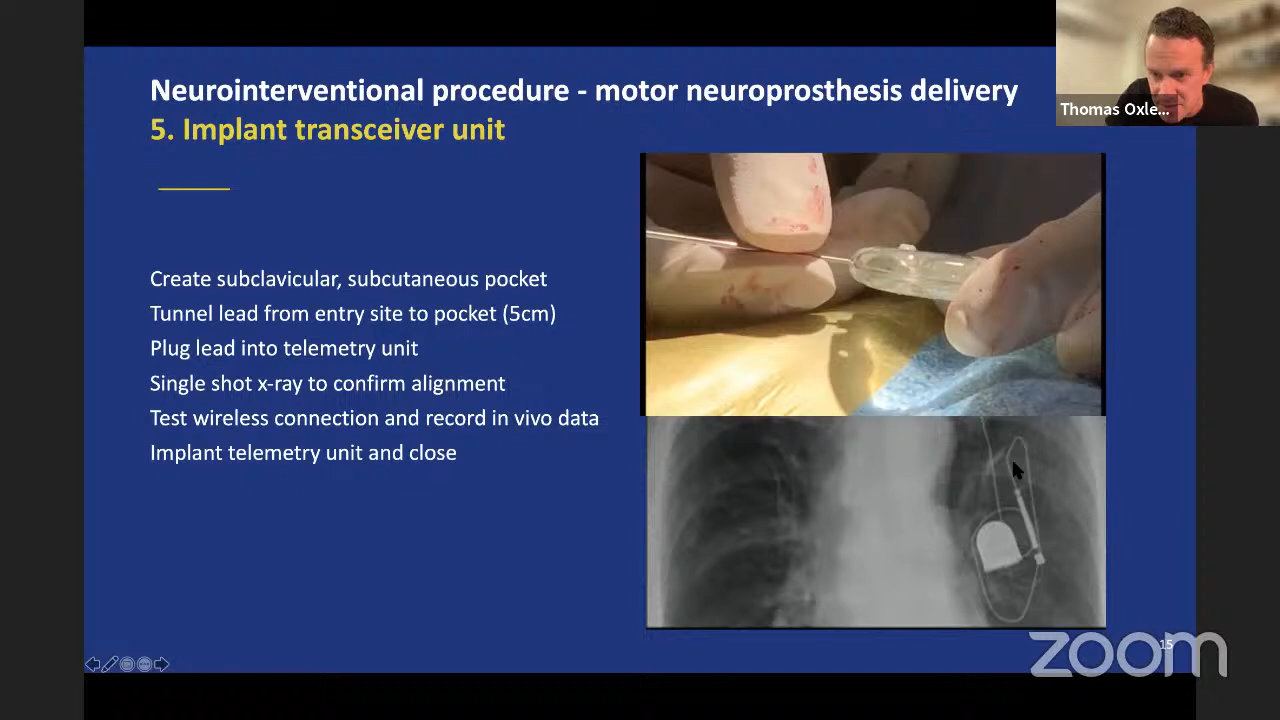 Neurointerventional procedure - motor neuroprosthesis delivery
5. Implant transceiver unit
Create subclavicular, subcutaneous pocket
Tunnel lead from entry site to pocket (5cm)
Plug lead into telemetry unit
Single shot x-ray to confirm alignment
Test wireless connection and record in vivo data
Implant telemetry unit and close
Thomas Oxle...
15
zoom